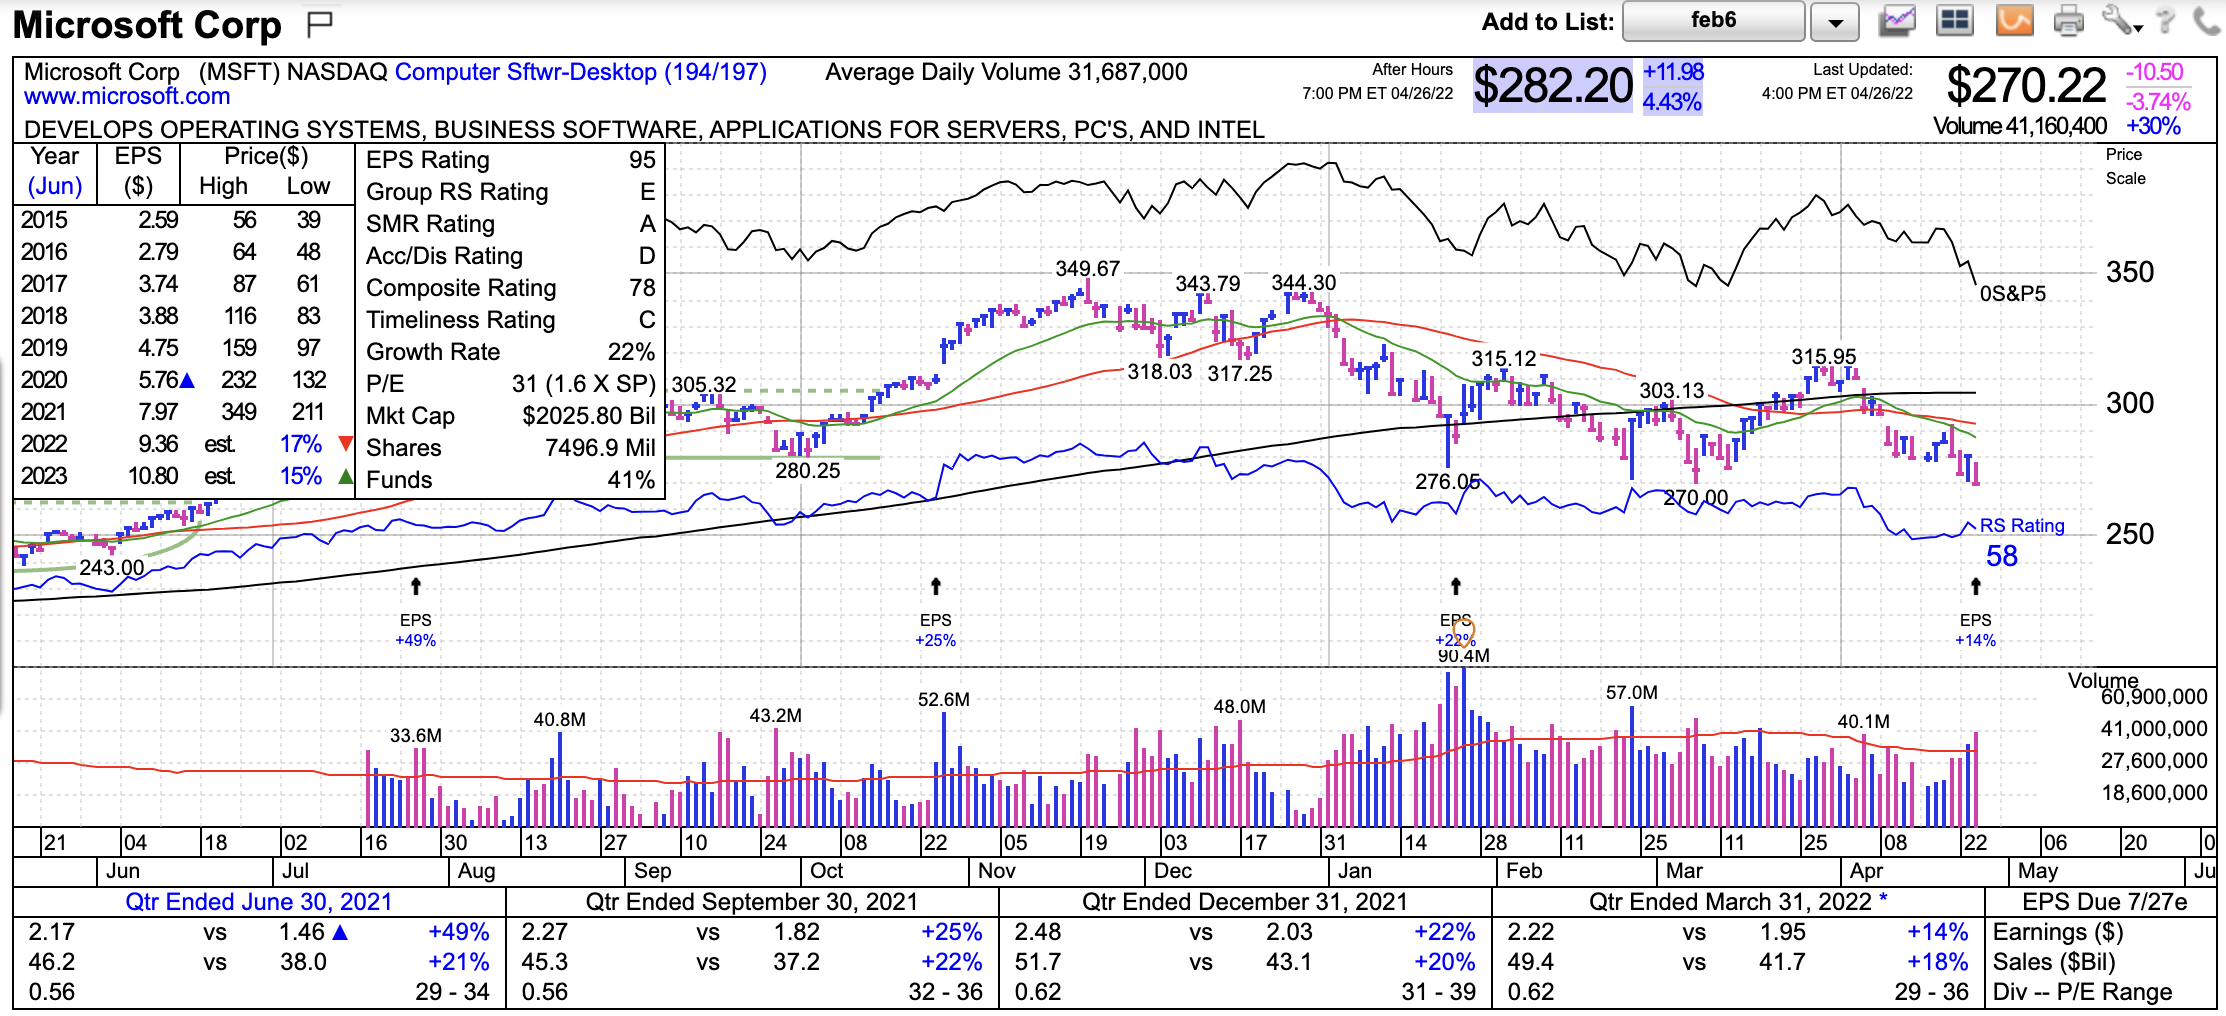 Microsoft Corp
Add to List: feb6
Microsoft Corp (MSFT) NASDAQ Computer Sftwr-Desktop (194/197) Average Daily Volume 31,687,000
After Hours
7:00 PM ET 04/26/22
$282.20
+11.98
4.43%
Last Updated:
4:00 PM ET 04/26/22
$270.22
-10.50
-3.74%
www.microsoft.com
Volume 41,160,400 +30%
DEVELOPS OPERATING SYSTEMS, BUSINESS SOFTWARE, APPLICATIONS FOR SERVERS, PC'S, AND INTEL
Year EPS Price($)
(Jun) ($) High Low
2015 2.59 56 39
2016 2.79 64 48
2017 3.74 87 61
2018 3.88 116 83
2019 4.75 159 97
2020 5.76▲ 232 132
2021 7.97 349 211
2022 9.36 est. 17% ▼
2023 10.80 est. 15% ▲
EPS Rating 95
Group RS Rating E
SMR Rating A
Acc/Dis Rating D
Composite Rating 78
Timeliness Rating C
Growth Rate 22%
P/E 31 (1.6 X SP)
Mkt Cap $2025.80 Bil
Shares 7496.9 Mil
Funds 41%
Price
Scale
350
300
250
0S&P5
349.67
343.79
344.30
318.03
317.25
305.32
280.25
315.12
303.13
315.95
276.05
270.00
243.00
RS Rating
58
EPS
+49%
EPS
+25%
EPS
+22%
EPS
+14%
90.4M
Volume
60,900,000
41,000,000
27,600,000
18,600,000
33.6M
40.8M
43.2M
52.6M
48.0M
57.0M
40.1M
21 04 18 02 16 30 13 27 10 24 08 22 05 19 03 17 31 14 28 11 25 11 25 08 22 06 20 0
Jun Jul Aug Sep Oct Nov Dec Jan Feb Mar Apr May Ju
Qtr Ended June 30, 2021 Qtr Ended September 30, 2021 Qtr Ended December 31, 2021 Qtr Ended March 31, 2022 * EPS Due 7/27e
2.17 vs 1.46 ▲ +49% 2.27 vs 1.82 +25% 2.48 vs 2.03 +22% 2.22 vs 1.95 +14% Earnings ($)
46.2 vs 38.0 +21% 45.3 vs 37.2 +22% 51.7 vs 43.1 +20% 49.4 vs 41.7 +18% Sales ($Bil)
0.56 29 - 34 0.56 32 - 36 0.62 31 - 39 0.62 29 - 36 Div -- P/E Range